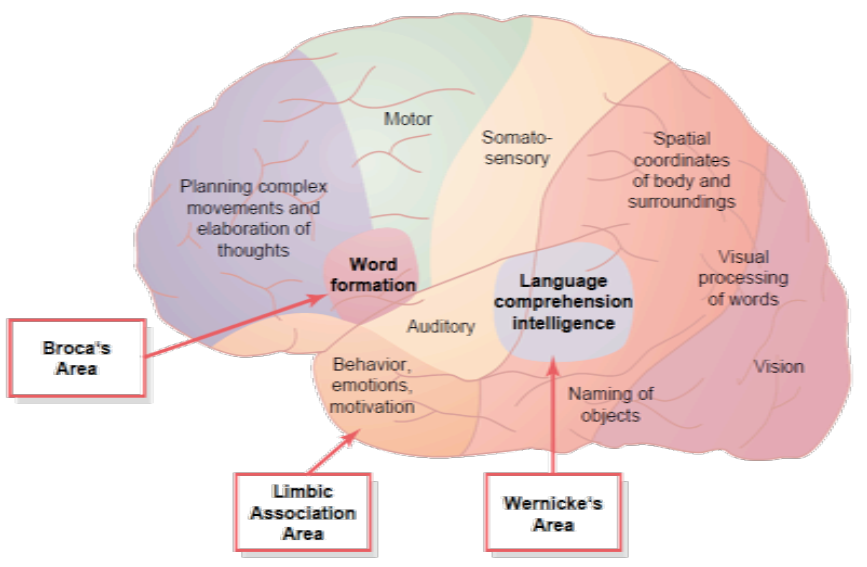 Motor
Somato-
sensory
Spatial
coordinates
of body and
surroundings
Planning complex
movements and
elaboration of
thoughts
Word
formation
Language
comprehension
intelligence
Visual
processing
of words
Auditory
Broca's
Area
Behavior,
emotions,
motivation
Naming of
objects
Vision
Limbic
Association
Area
Wernicke's
Area